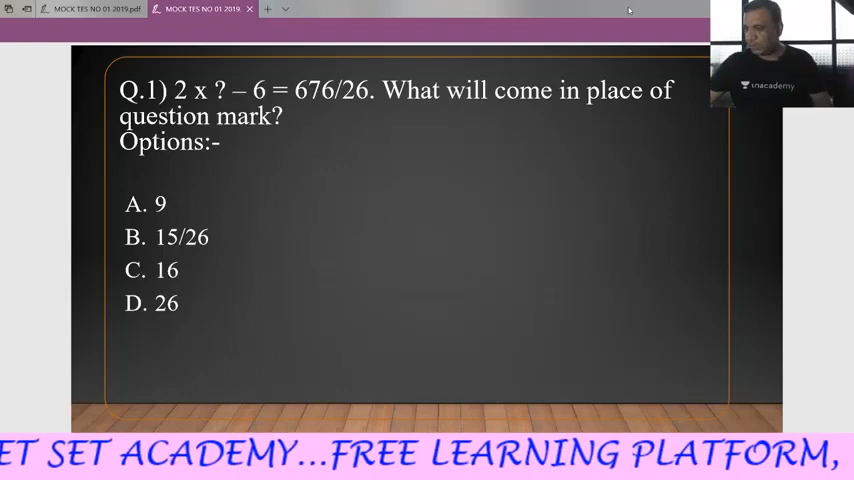 MOCK TES NO 01 2019.pdf
MOCK TES NO 01 2019.
Q.1) 2 x ? – 6 = 676/26. What will come in place of
question mark?
Options:-
A. 9
B. 15/26
C. 16
D. 26
unacademy
ET SET ACADEMY...FREE LEARNING PLATFORM,